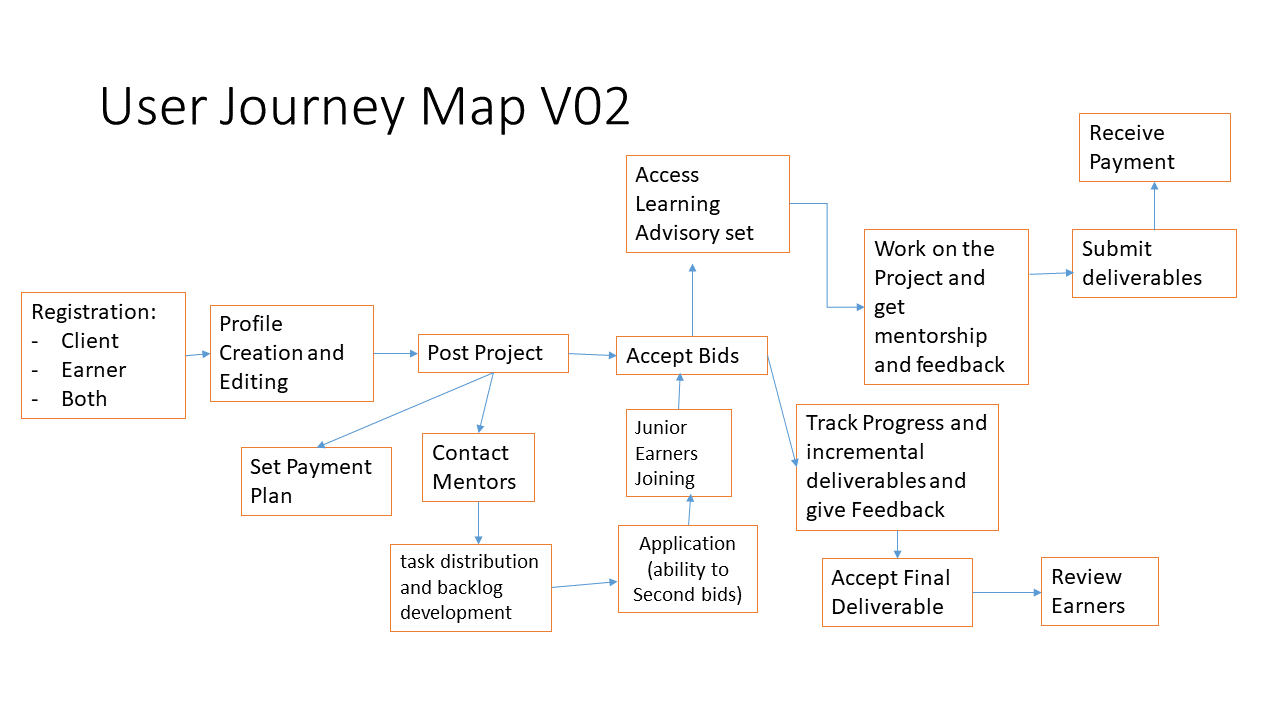 User Journey Map V02
Receive
Payment
Access
Learning
Advisory set
Work on the
Project and
get
mentorship
and feedback
Submit
deliverables
Registration:
- Client
- Earner
- Both
Profile
Creation and
Editing
Post Project
Accept Bids
Set Payment
Plan
Contact
Mentors
Junior
Earners
Joining
Track Progress and
incremental
deliverables and
give Feedback
task distribution
and backlog
development
Application
(ability to
Second bids)
Accept Final
Deliverable
Review
Earners